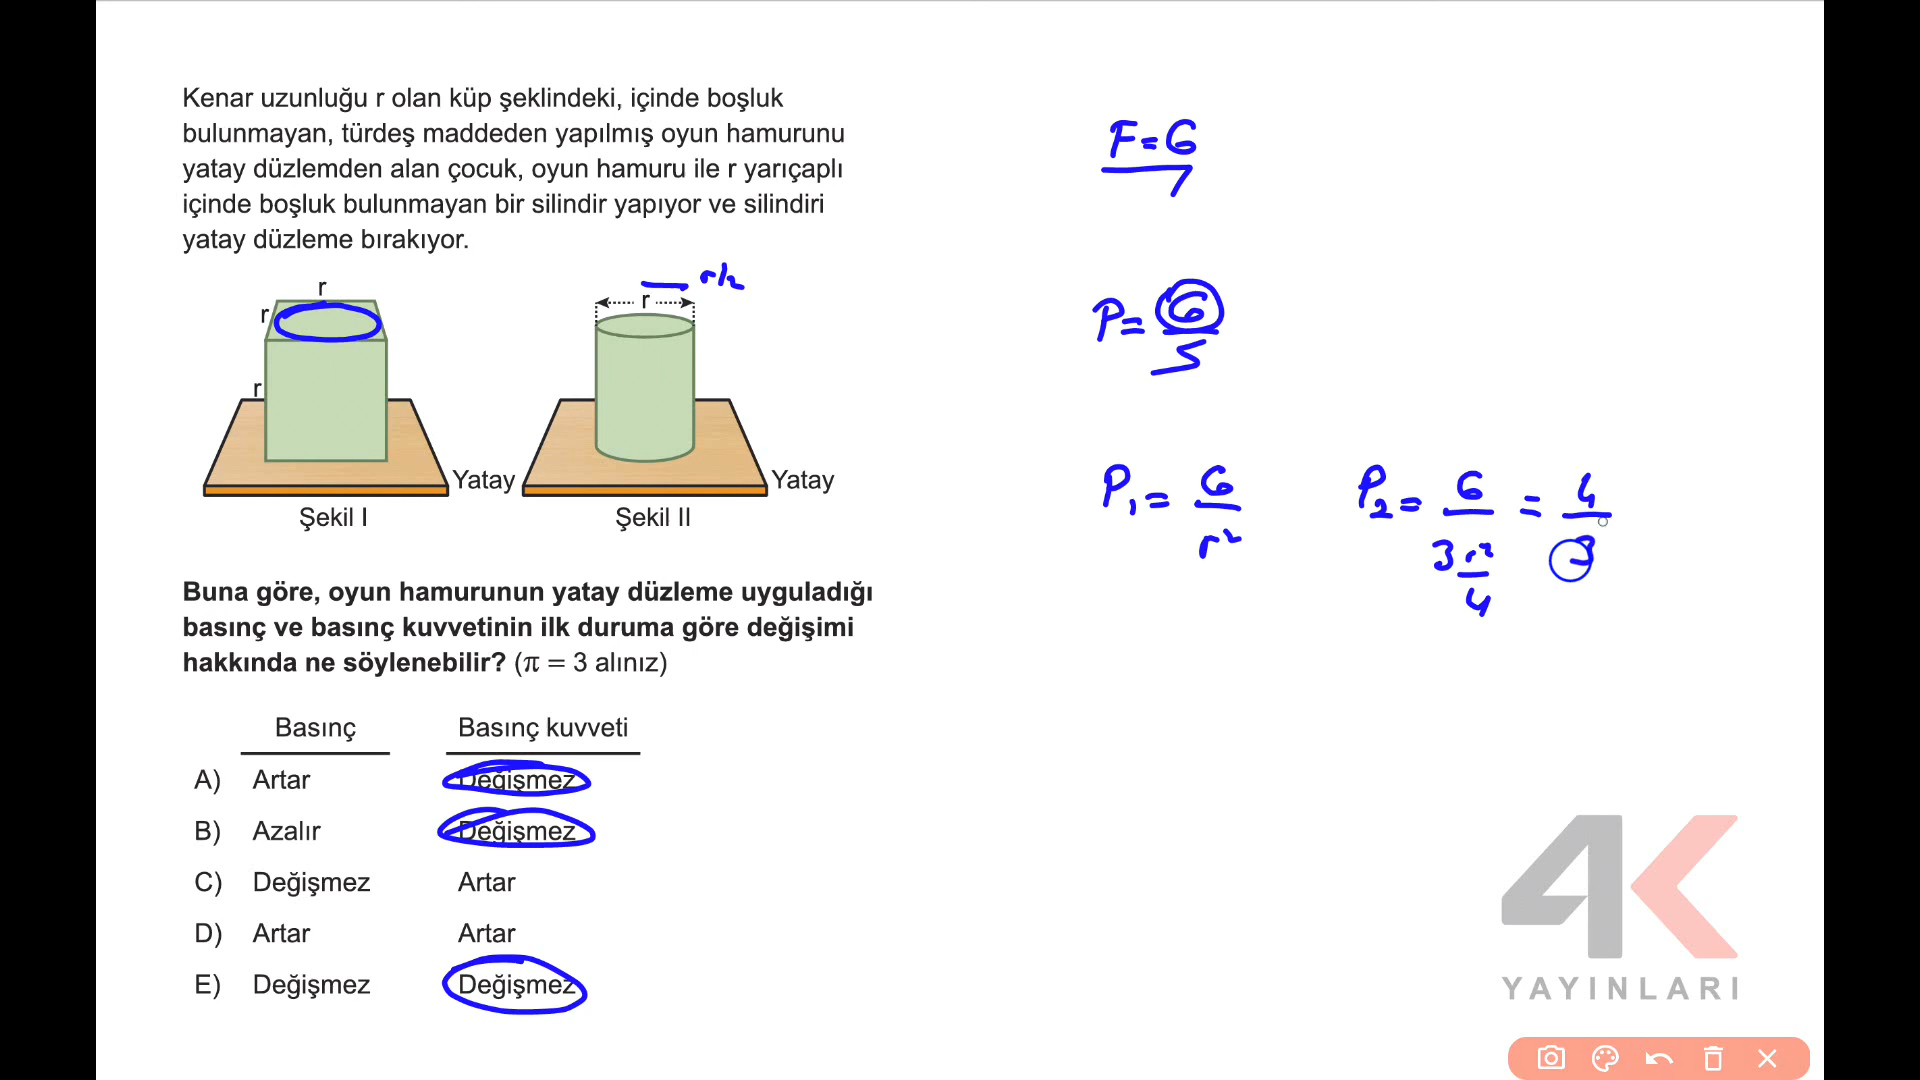 Kenar uzunluğu r olan küp şeklindeki, içinde boşluk
bulunmayan, türdeş maddeden yapılmış oyun hamurunu
yatay düzlemden alan çocuk, oyun hamuru ile r yarıçaplı
içinde boşluk bulunmayan bir silindir yapıyor ve silindiri
yatay düzleme bırakıyor.
r
r
r
Yatay
Şekil I
r/2
r
Yatay
Şekil II
Buna göre, oyun hamurunun yatay düzleme uyguladığı
basınç ve basınç kuvvetinin ilk duruma göre değişimi
hakkında ne söylenebilir? (π = 3 alınız)
Basınç Basınç kuvveti
A) Artar Değişmez
B) Azalır Değişmez
C) Değişmez Artar
D) Artar Artar
E) Değişmez Değişmez
F = G
P = G/S
P₁ = G/r²
P₂ = G/(3r²/4) = 4/3
4K
YAYINLARI